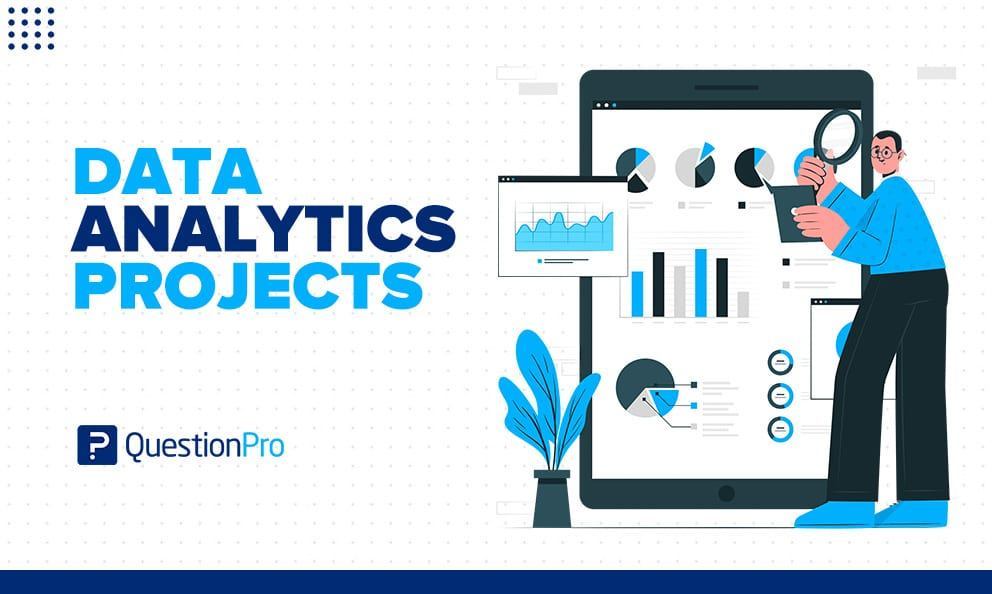 DATA
ANALYTICS
PROJECTS
QuestionPro